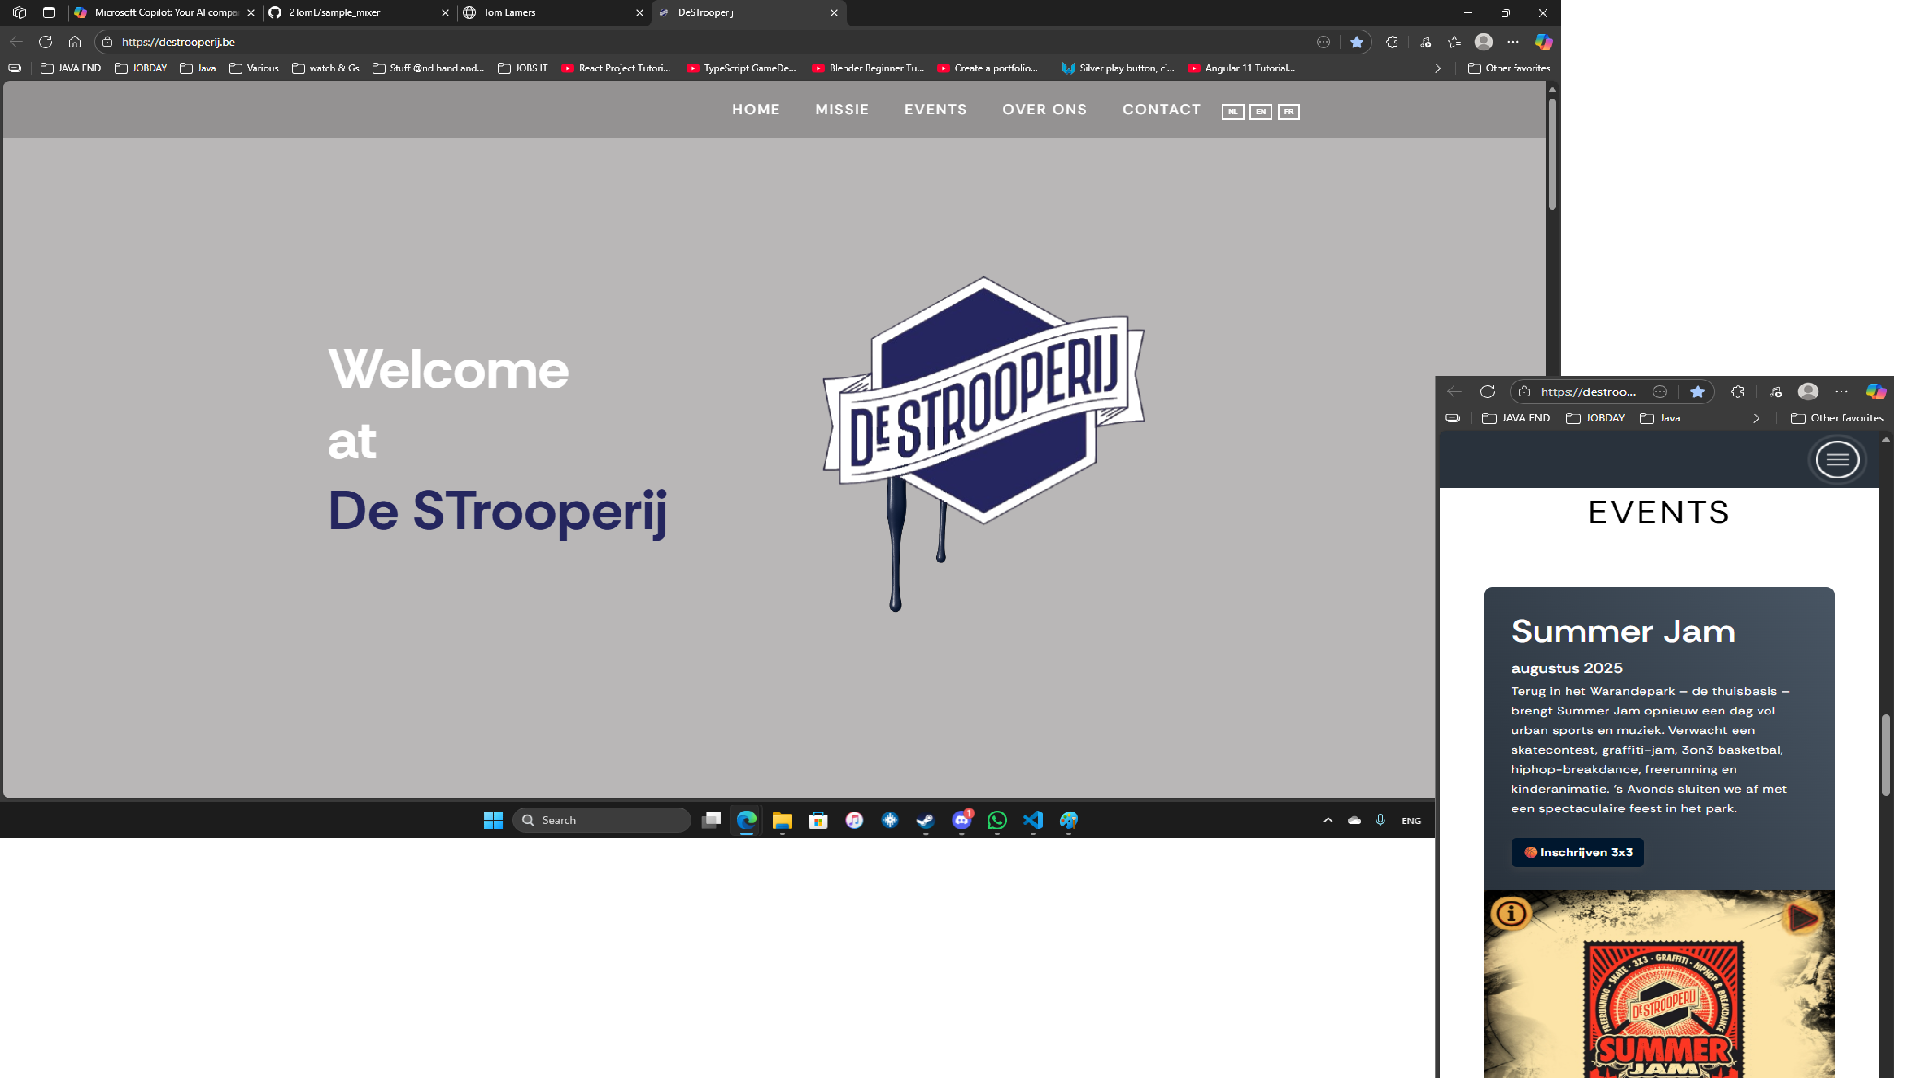 Microsoft Copilot: Your AI compa
2TomL/sample_mixer
Tom Lamers
DeSTrooperij
https://destrooperij.be
JAVA END
JOBDAY
Java
Various
watch & Gs
Stuff @nd hand and...
JOBS IT
React Project Tutori...
TypeScript GameDe...
Blender Beginner Tu...
Create a portfolio...
Silver play button, c'...
Angular 11 Tutorial...
Other favorites
HOME
MISSIE
EVENTS
OVER ONS
CONTACT
NL
EN
FR
Welcome
at
De STrooperij
DE STROOPERIJ
Search
1
ENG
https://destroo...
JAVA END
JOBDAY
Java
Other favorites
EVENTS
Summer Jam
augustus 2025
Terug in het Warandepark – de thuisbasis –
brengt Summer Jam opnieuw een dag vol
urban sports en muziek. Verwacht een
skatecontest, graffiti-jam, 3on3 basketbal,
hiphop-breakdance, freerunning en
kinderanimatie. 's Avonds sluiten we af met
een spectaculaire feest in het park.
Inschrijven 3x3
FREERUNNING · SKATE · 3X3 · GRAFFITI · HIPHOP & BREAKDANCE
DE STROOPERIJ
SUMMER
JAM